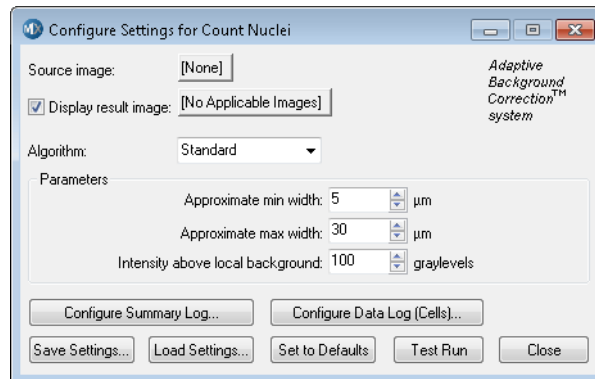 MX Configure Settings for Count Nuclei
Source image: [None]
Display result image: [No Applicable Images]
Adaptive
Background
Correction™
system
Algorithm: Standard
Parameters
Approximate min width: 5 µm
Approximate max width: 30 µm
Intensity above local background: 100 graylevels
Configure Summary Log... Configure Data Log (Cells)...
Save Settings... Load Settings... Set to Defaults Test Run Close